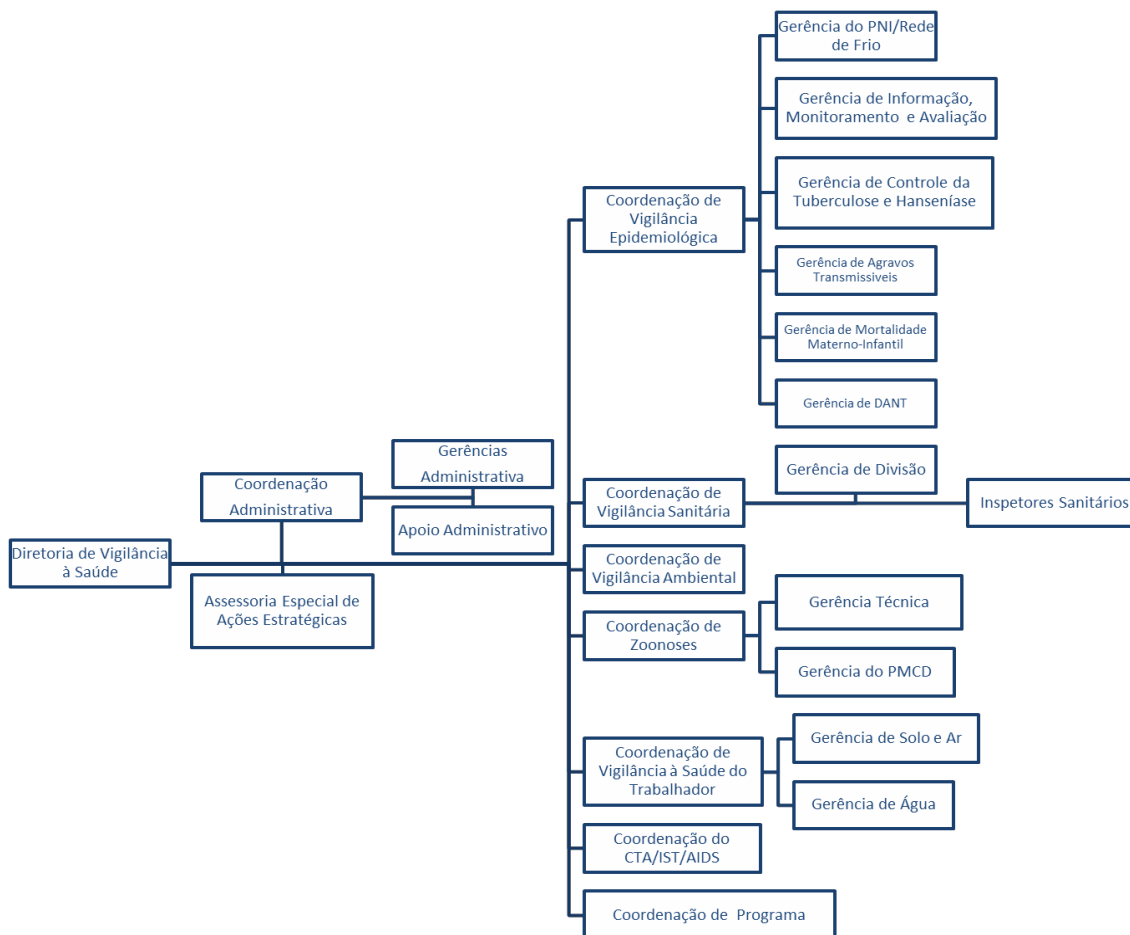 Gerência do PNI/Rede
de Frio
Gerência de Informação,
Monitoramento e Avaliação
Gerência de Controle da
Tuberculose e Hanseníase
Coordenação de
Vigilância
Epidemiológica
Gerência de Agravos
Transmissiveis
Gerência de Mortalidade
Materno-Infantil
Gerência de DANT
Gerências
Administrativa
Gerência de Divisão
Coordenação
Administrativa
Coordenação de
Vigilância Sanitária
Inspetores Sanitários
Apoio Administrativo
Diretoria de Vigilância
à Saúde
Coordenação de
Vigilância Ambiental
Assessoria Especial de
Ações Estratégicas
Gerência Técnica
Coordenação de
Zoonoses
Gerência do PMCD
Gerência de Solo e Ar
Coordenação de
Vigilância à Saúde do
Trabalhador
Gerência de Água
Coordenação do
CTA/IST/AIDS
Coordenação de Programa